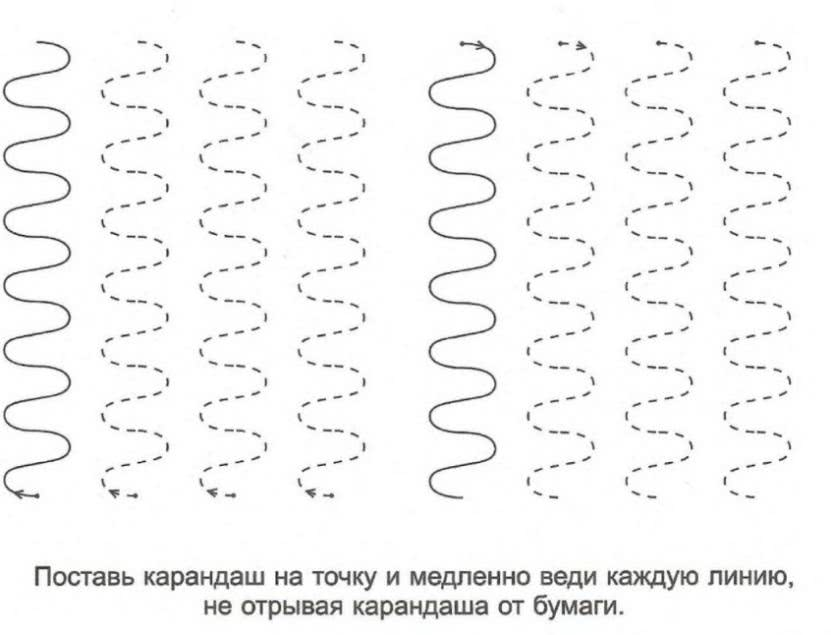 Поставь карандаш на точку и медленно веди каждую линию,
не отрывая карандаша от бумаги.